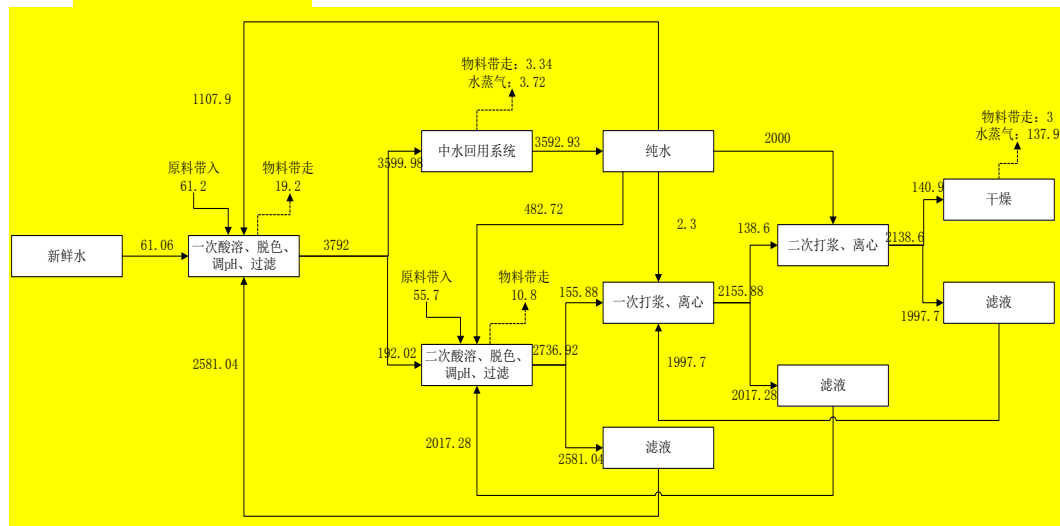 物料带走：3.34
水蒸气：3.72
1107.9
物料带走：3
水蒸气：137.9
中水回用系统
3592.93
纯水
2000
3599.98
原料带入
61.2
物料带走
19.2
140.9
干燥
482.72
2.3
138.6
二次打浆、离心
2138.6
新鲜水
61.06
一次酸溶、脱色、
调pH、过滤
3792
原料带入
55.7
物料带走
10.8
155.88
一次打浆、离心
2155.88
滤液
1997.7
192.02
二次酸溶、脱色、
调pH、过滤
2736.92
2581.04
1997.7
滤液
2017.28
2017.28
滤液
2581.04